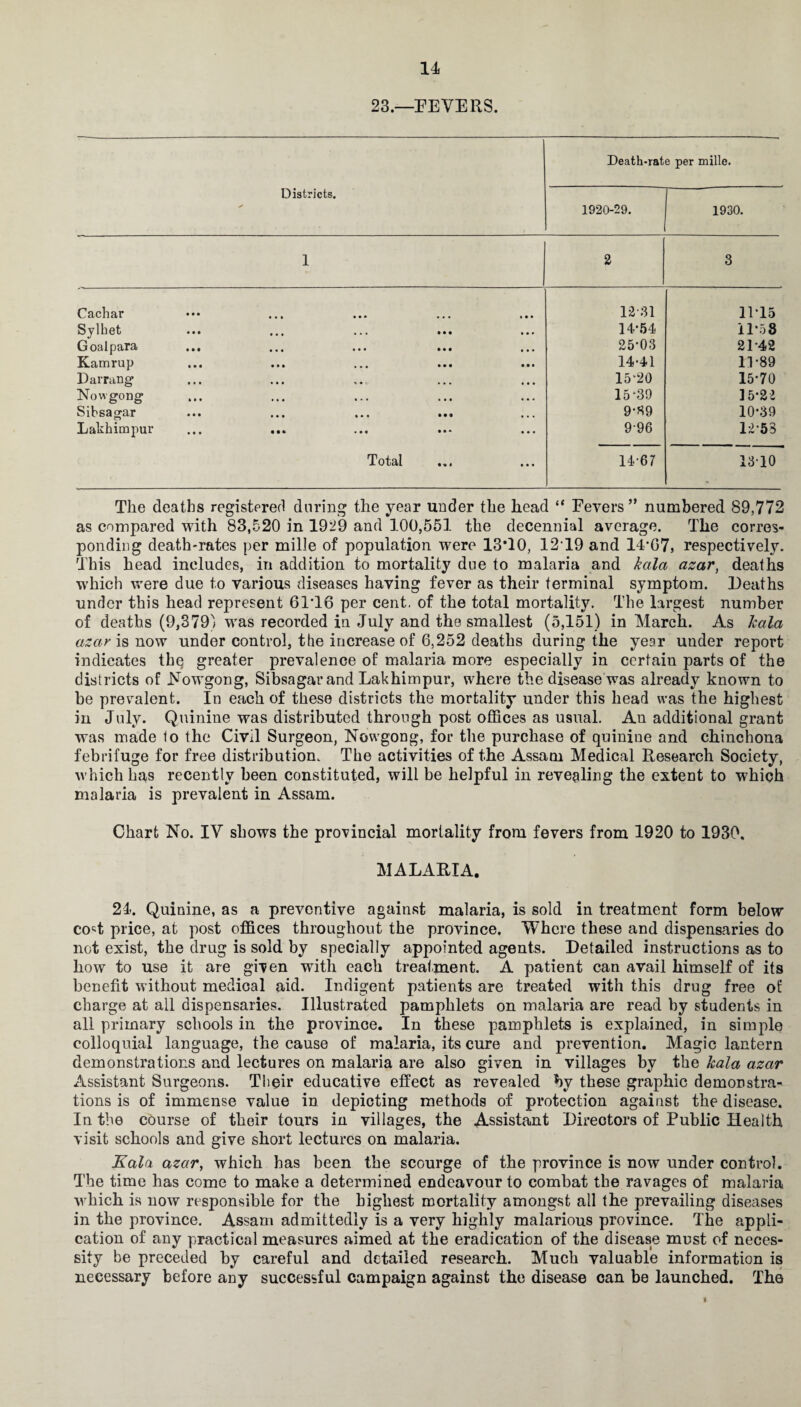 14
23.—FEVERS.
Districts.
Death-rate per mille.
1920-29. 1930.
1 2 3
Cachar ... ... ... ... ... 12·31 11·15
Sylhet ... ... ... ... ... 14·54 11·58
Goalpara ... ... ... ... ... 25·03 21·42
Kamrup ... ... ... ... ... 14·41 11·89
Darrang ... ... ... ... ... 15·20 15·70
Nowgong ... ... ... ... ... 15·39 15·22
Sibsagar ... ... ... ... ... 9·89 10·39
Lakhimpur ... ... ... ... ... 9·96 12·53
Total ... ... 14·67 13·10
The deaths registered during the year under the head “ Fevers ” numbered 89,772
as compared with 83,520 in 1929 and 100,551 the decennial average. The corres-
ponding death-rates per mille of population were 13·10, 12·19 and 14·67, respectively.
This head includes, in addition to mortality due to malaria and kala azar, deaths
which were due to various diseases having fever as their terminal symptom. Deaths
under this head represent 61·16 per cent. of the total mortality. The largest number
of deaths (9,379) was recorded in July and the smallest (5,151) in March. As kala
azar is now under control, the increase of 6,252 deaths during the year under report
indicates the greater prevalence of malaria more especially in certain parts of the
districts of Nowgong, Sibsagar and Lakhimpur, where the disease was already known to
be prevalent. In each of these districts the mortality under this head was the highest
in July. Quinine was distributed through post offices as usual. An additional grant
was made to the Civil Surgeon, Nowgong, for the purchase of quinine and chinchona
febrifuge for free distribution. The activities of the Assam Medical Research Society,
which has recently been constituted, will be helpful in revealing the extent to which
malaria is prevalent in Assam.
Chart No. IV shows the provincial mortality from fevers from 1920 to 1930.
MALARIA.
24. Quinine, as a preventive against malaria, is sold in treatment form below
cost price, at post offices throughout the province. Where these and dispensaries do
not exist, the drug is sold by specially appointed agents. Detailed instructions as to
how to use it are given with each treatment. A patient can avail himself of its
benefit without medical aid. Indigent patients are treated with this drug free of
charge at all dispensaries. Illustrated pamphlets on malaria are read by students in
all primary schools in the province. In these pamphlets is explained, in simple
colloquial language, the cause of malaria, its cure and prevention. Magic lantern
demonstrations and lectures on malaria are also given in villages by the kala azar
Assistant Surgeons. Their educative effect as revealed by these graphic demonstra-
tions is of immense value in depicting methods of protection against the disease.
In the course of their tours in villages, the Assistant Directors of Public Health
visit schools and give short lectures on malaria.
Kala azar, which has been the scourge of the province is now under control.
The time has come to make a determined endeavour to combat the ravages of malaria
which is now responsible for the highest mortality amongst all the prevailing diseases
in the province. Assam admittedly is a very highly malarious province. The appli-
cation of any practical measures aimed at the eradication of the disease must of neces-
sity be preceded by careful and detailed research. Much valuable information is
necessary before any successful campaign against the disease can be launched. The